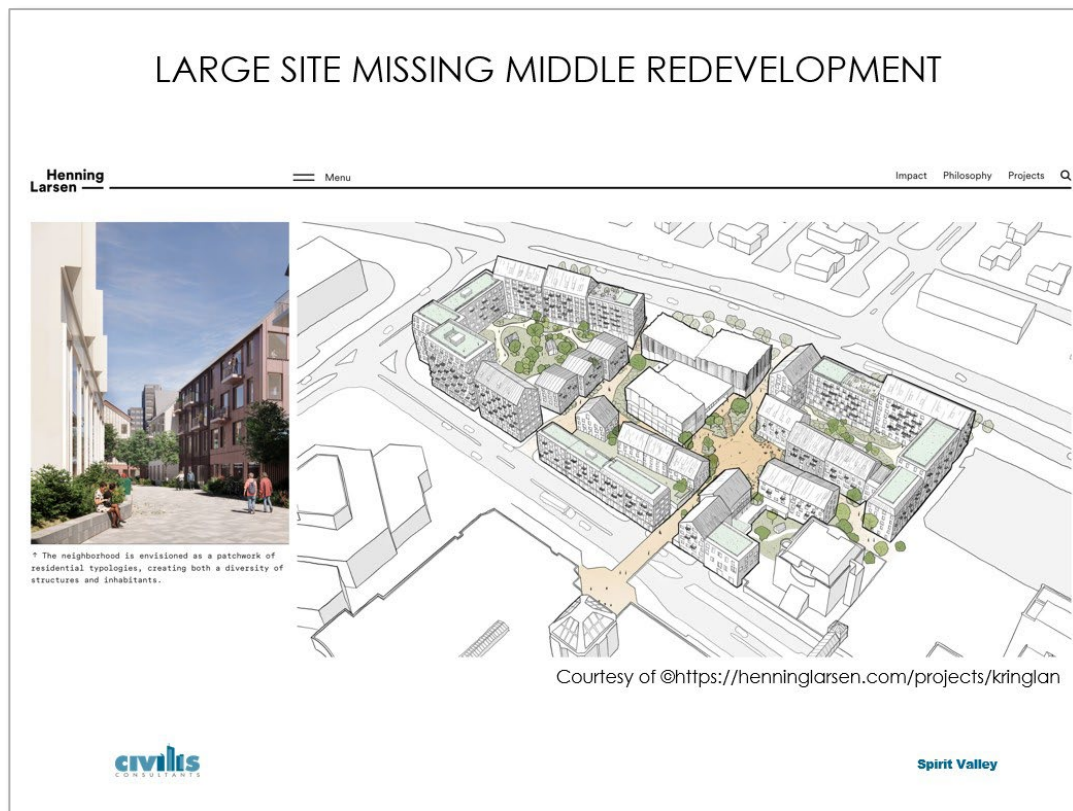 LARGE SITE MISSING MIDDLE REDEVELOPMENT
Henning
Larsen
Menu
Impact Philosophy Projects
↑ The neighborhood is envisioned as a patchwork of
residential typologies, creating both a diversity of
structures and inhabitants.
Courtesy of ©https://henninglarsen.com/projects/kringlan
civilis
CONSULTANTS
Spirit Valley